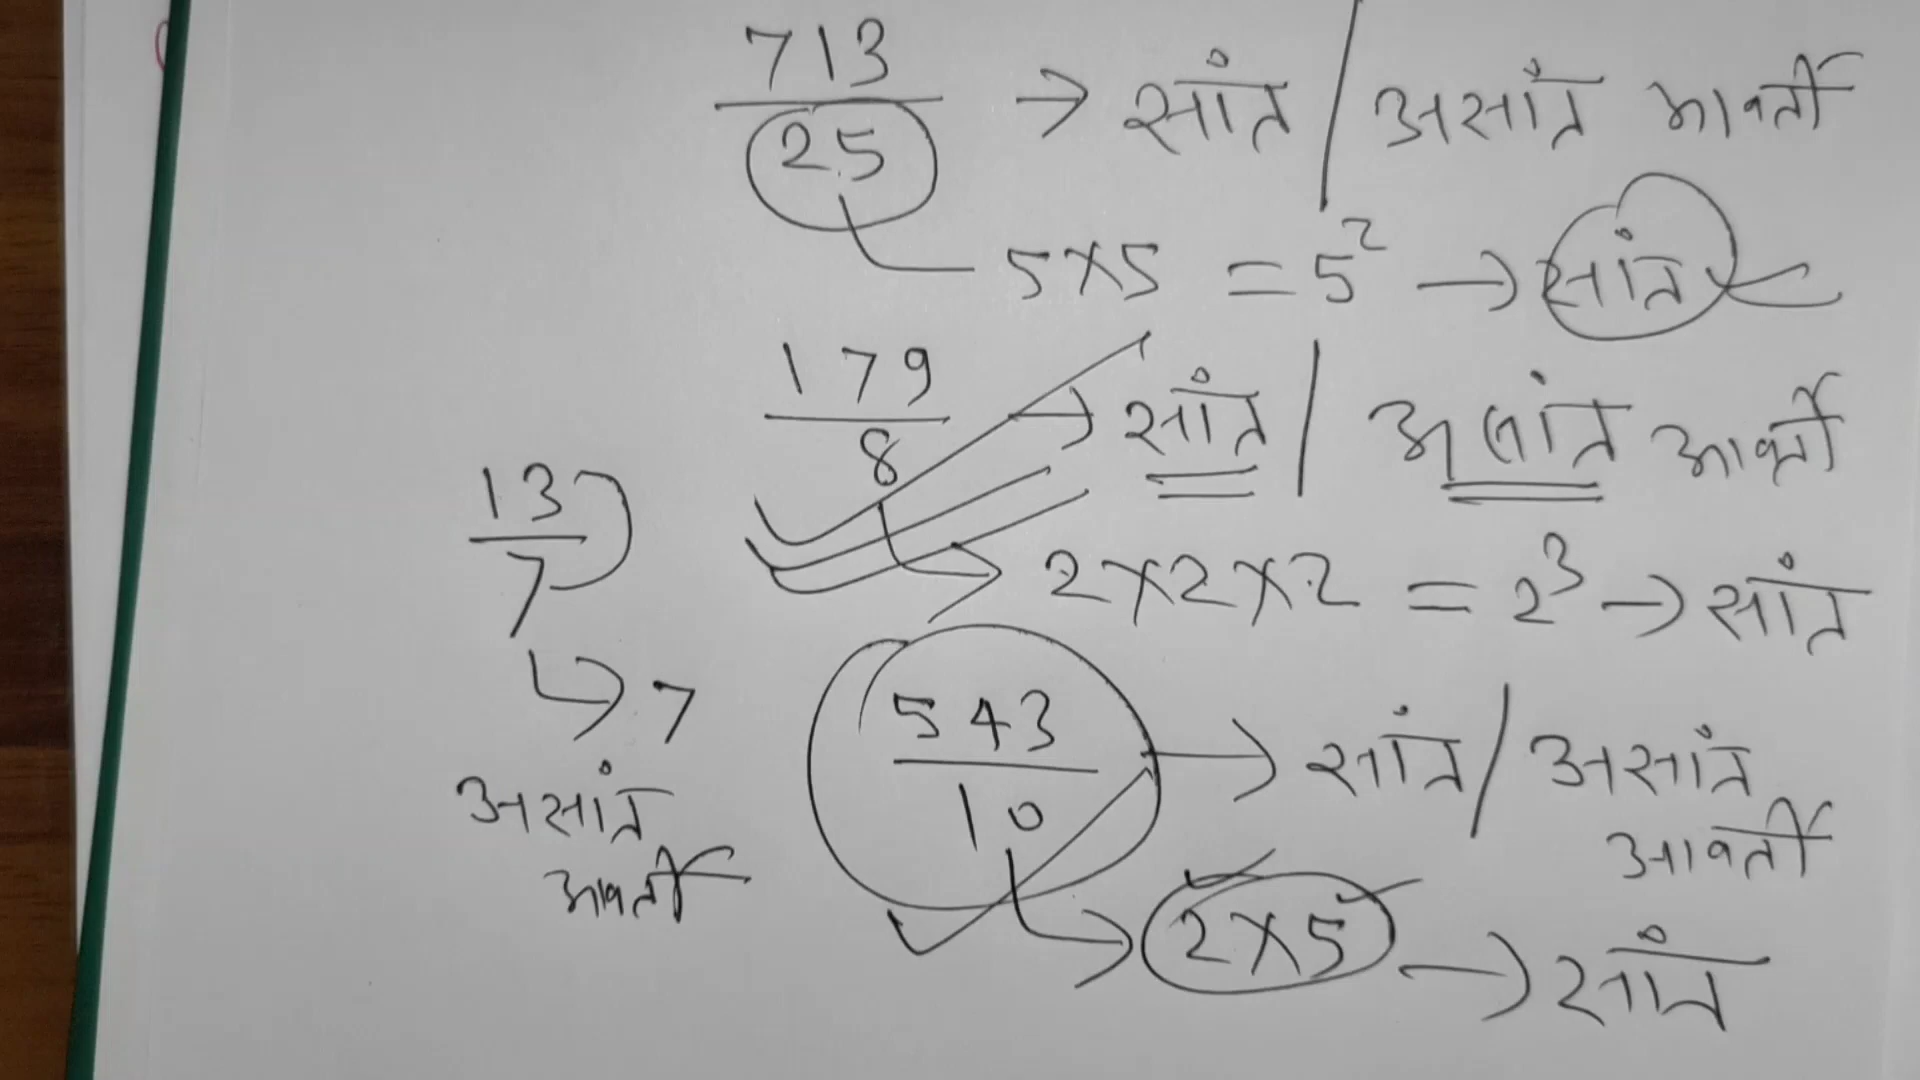 713/25 → सांत / असांत आवर्ती
5×5 = 5² → सांत
179/8 → सांत / असांत आवर्ती
2×2×2 = 2³ → सांत
13/7
→ 7
असांत
आवर्ती
543/10 → सांत / असांत
आवर्ती
2×5 → सांत